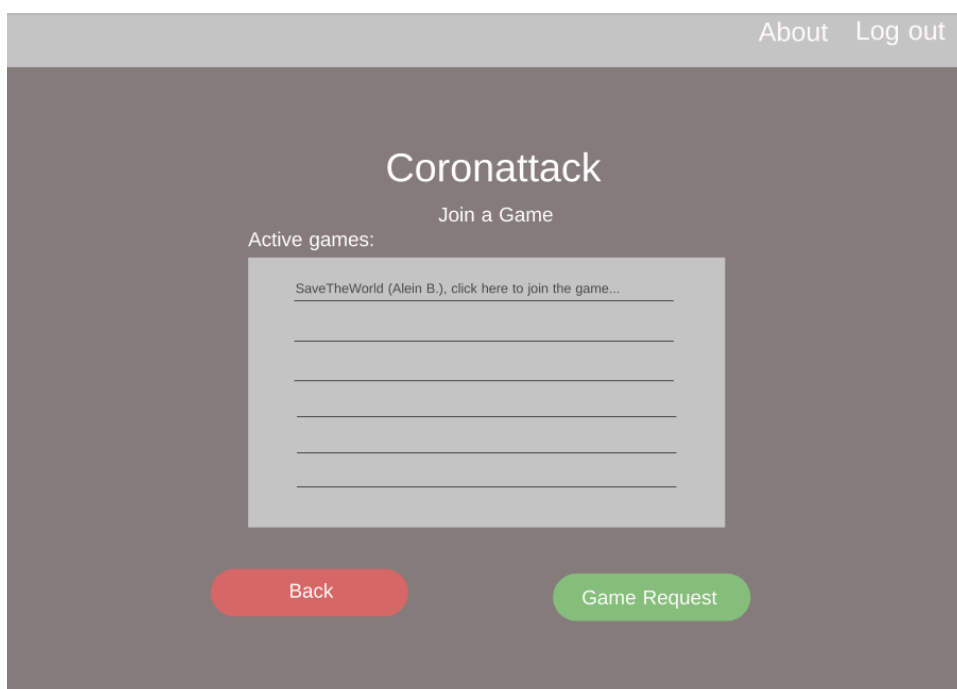 About Log out
Coronattack
Join a Game
Active games:
SaveTheWorld (Alein B.), click here to join the game...
Back
Game Request